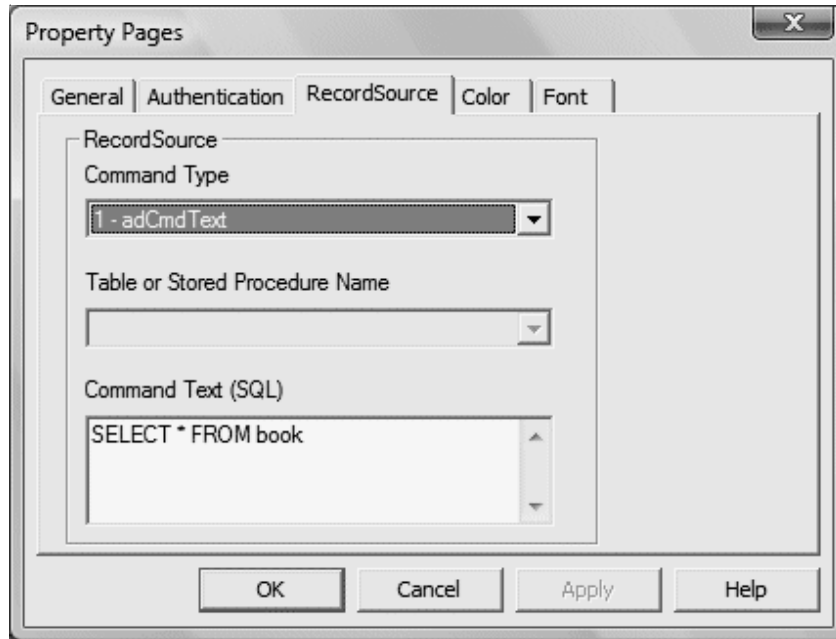 Property Pages
X
General Authentication RecordSource Color Font
RecordSource
Command Type
1 - adCmdText
Table or Stored Procedure Name
Command Text (SQL)
SELECT * FROM book
OK Cancel Apply Help